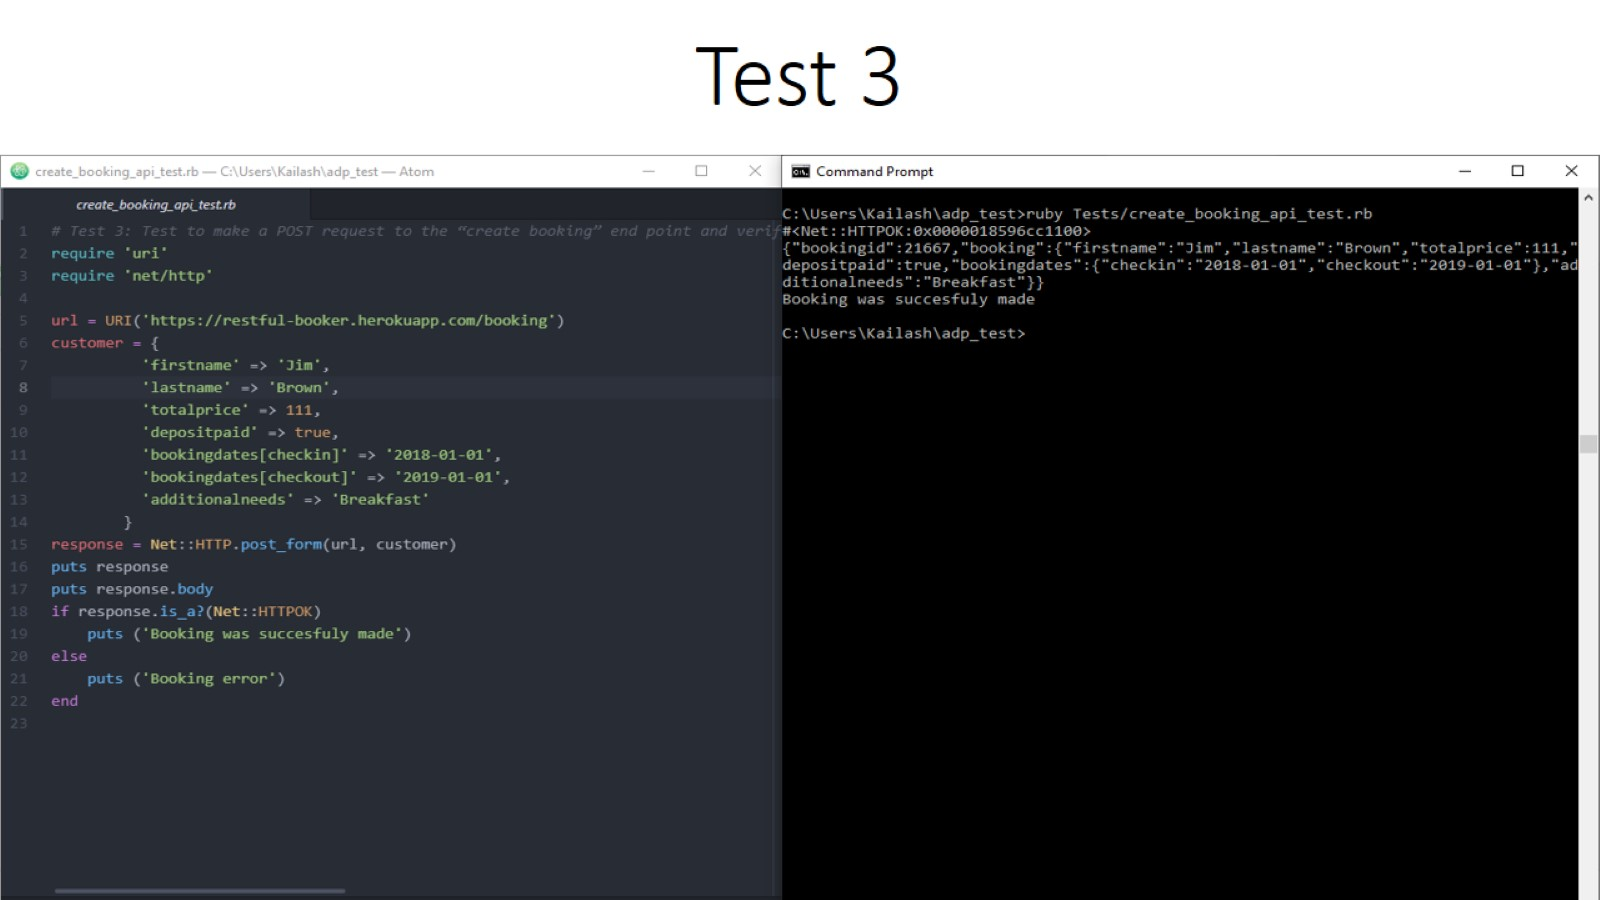 Test 3
create_booking_api_test.rb — C:\Users\Kailash\adp_test — Atom
create_booking_api_test.rb
1 # Test 3: Test to make a POST request to the “create booking” end point and verif
2 require 'uri'
3 require 'net/http'
4
5 url = URI('https://restful-booker.herokuapp.com/booking')
6 customer = {
7 'firstname' => 'Jim',
8 'lastname' => 'Brown',
9 'totalprice' => 111,
10 'depositpaid' => true,
11 'bookingdates[checkin]' => '2018-01-01',
12 'bookingdates[checkout]' => '2019-01-01',
13 'additionalneeds' => 'Breakfast'
14 }
15 response = Net::HTTP.post_form(url, customer)
16 puts response
17 puts response.body
18 if response.is_a?(Net::HTTPOK)
19 puts ('Booking was succesfuly made')
20 else
21 puts ('Booking error')
22 end
23
Command Prompt
C:\Users\Kailash\adp_test>ruby Tests/create_booking_api_test.rb
#<Net::HTTPOK:0x0000018596cc1100>
{"bookingid":21667,"booking":{"firstname":"Jim","lastname":"Brown","totalprice":111,"
depositpaid":true,"bookingdates":{"checkin":"2018-01-01","checkout":"2019-01-01"},"ad
ditionalneeds":"Breakfast"}}
Booking was succesfuly made
C:\Users\Kailash\adp_test>